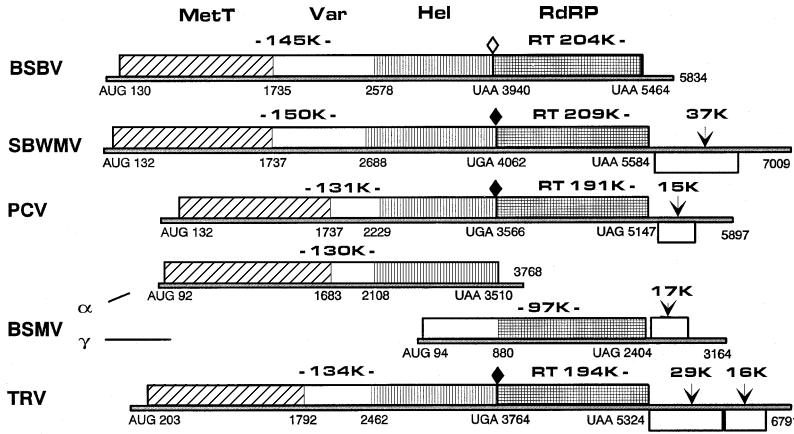 MetT Var Hel RdRP
-145K- RT 204K-
BSBV
5834
AUG 130 1735 2578 UAA 3940 UAA 5464
-150K- RT 209K- 37K
SBWMV
AUG 132 1737 2688 UGA 4062 UAA 5584 7009
-131K- RT 191K- 15K
PCV
AUG 132 1737 2229 UGA 3566 UAG 5147 5897
-130K-
3768
AUG 92 1683 2108 UAA 3510
α
17K
-97K-
BSMV
γ
AUG 94 880 UAG 2404 3164
-134K- RT 194K- 29K 16K
TRV
AUG 203 1792 2462 UGA 3764 UAA 5324 679